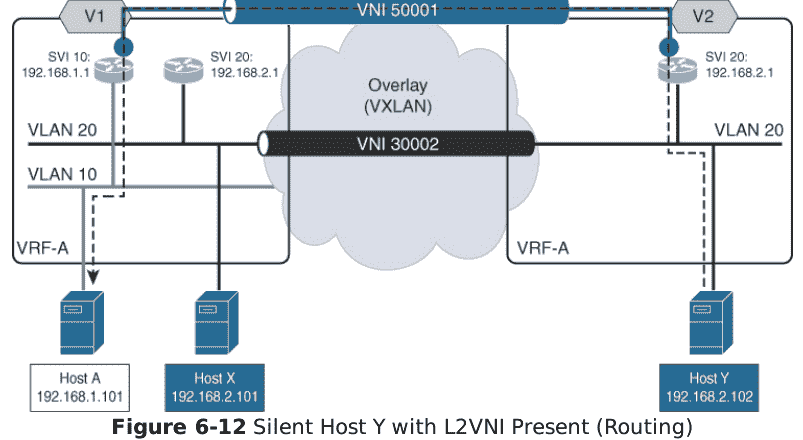 V1
VNI 50001
V2
SVI 10:
192.168.1.1
SVI 20:
192.168.2.1
SVI 20:
192.168.2.1
Overlay
(VXLAN)
VLAN 20
VNI 30002
VLAN 20
VLAN 10
VRF-A
VRF-A
Host A
192.168.1.101
Host X
192.168.2.101
Host Y
192.168.2.102
Figure 6-12 Silent Host Y with L2VNI Present (Routing)